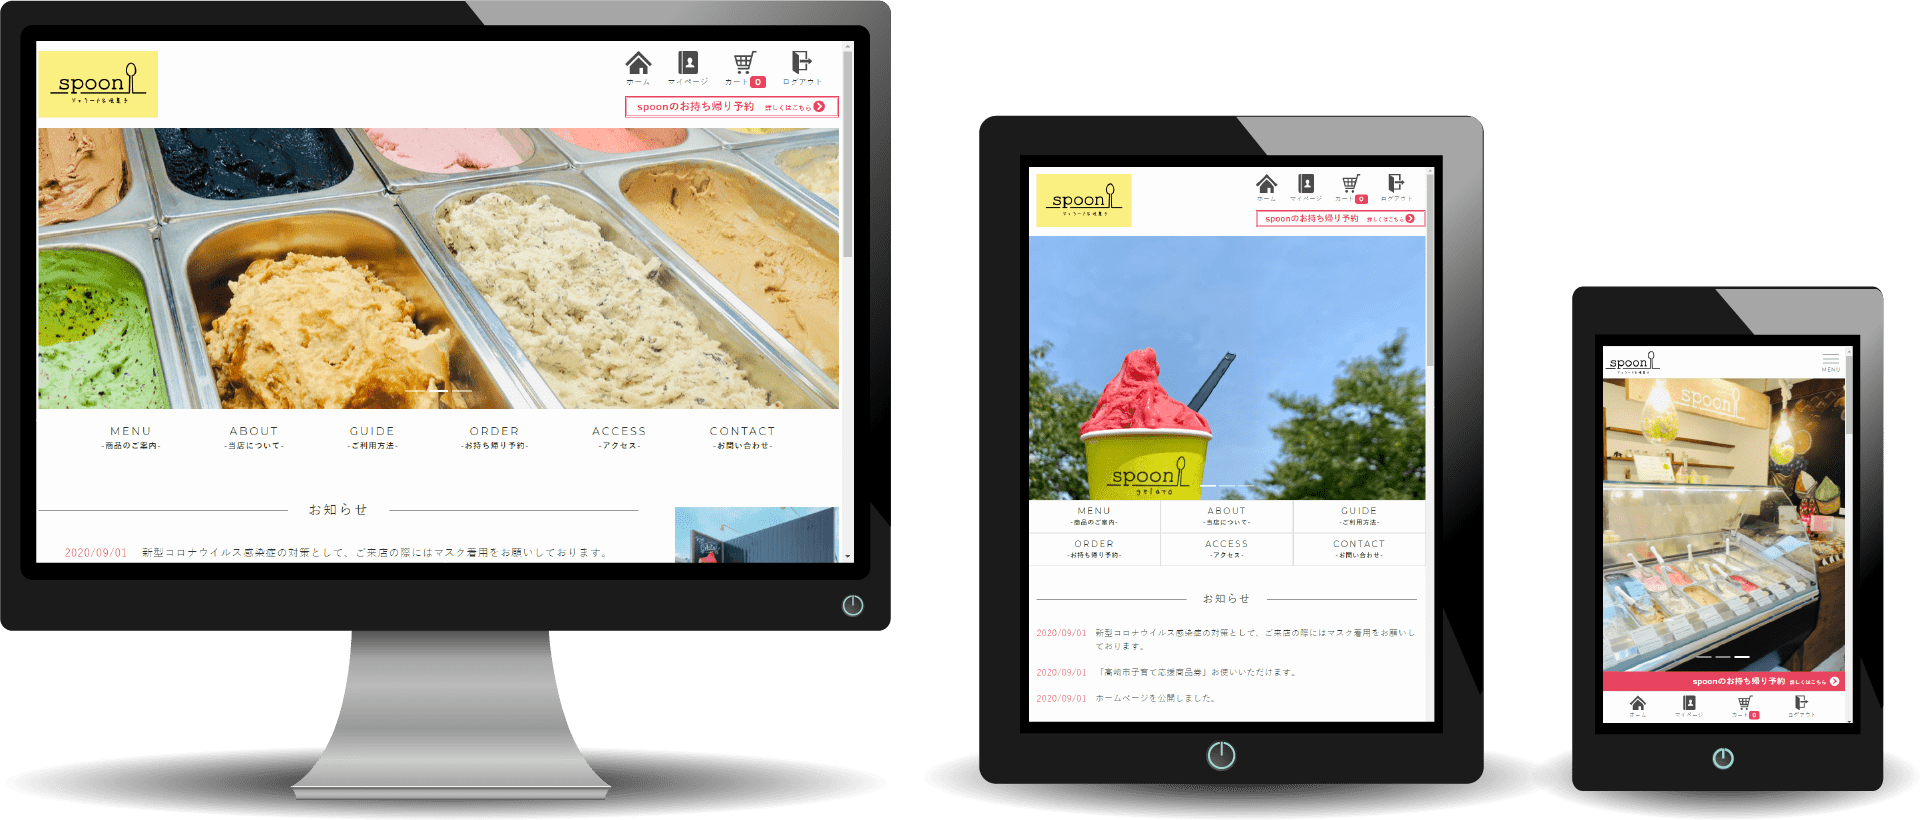 spoon
ジェラート&焼菓子
ホーム
マイページ
カート 0
ログアウト
spoonのお持ち帰り予約 詳しくはこちら
MENU
-商品のご案内-
ABOUT
-当店について-
GUIDE
-ご利用方法-
ORDER
-お持ち帰り予約-
ACCESS
-アクセス-
CONTACT
-お問い合わせ-
お知らせ
2020/09/01 新型コロナウイルス感染症の対策として、ご来店の際にはマスク着用をお願いしております。
spoon
ジェラート&焼菓子
ホーム
マイページ
カート 0
ログアウト
spoonのお持ち帰り予約 詳しくはこちら
spoon
gelato
MENU
-商品のご案内-
ABOUT
-当店について-
GUIDE
-ご利用方法-
ORDER
-お持ち帰り予約-
ACCESS
-アクセス-
CONTACT
-お問い合わせ-
お知らせ
2020/09/01 新型コロナウイルス感染症の対策として、ご来店の際にはマスク着用をお願いし
ております。
2020/09/01 「高崎市子育て応援商品券」お使いいただけます。
2020/09/01 ホームページを公開しました。
spoon
ジェラート&焼菓子
MENU
spoon
spoonのお持ち帰り予約 詳しくはこちら
ホーム
マイページ
カート 0
ログアウト